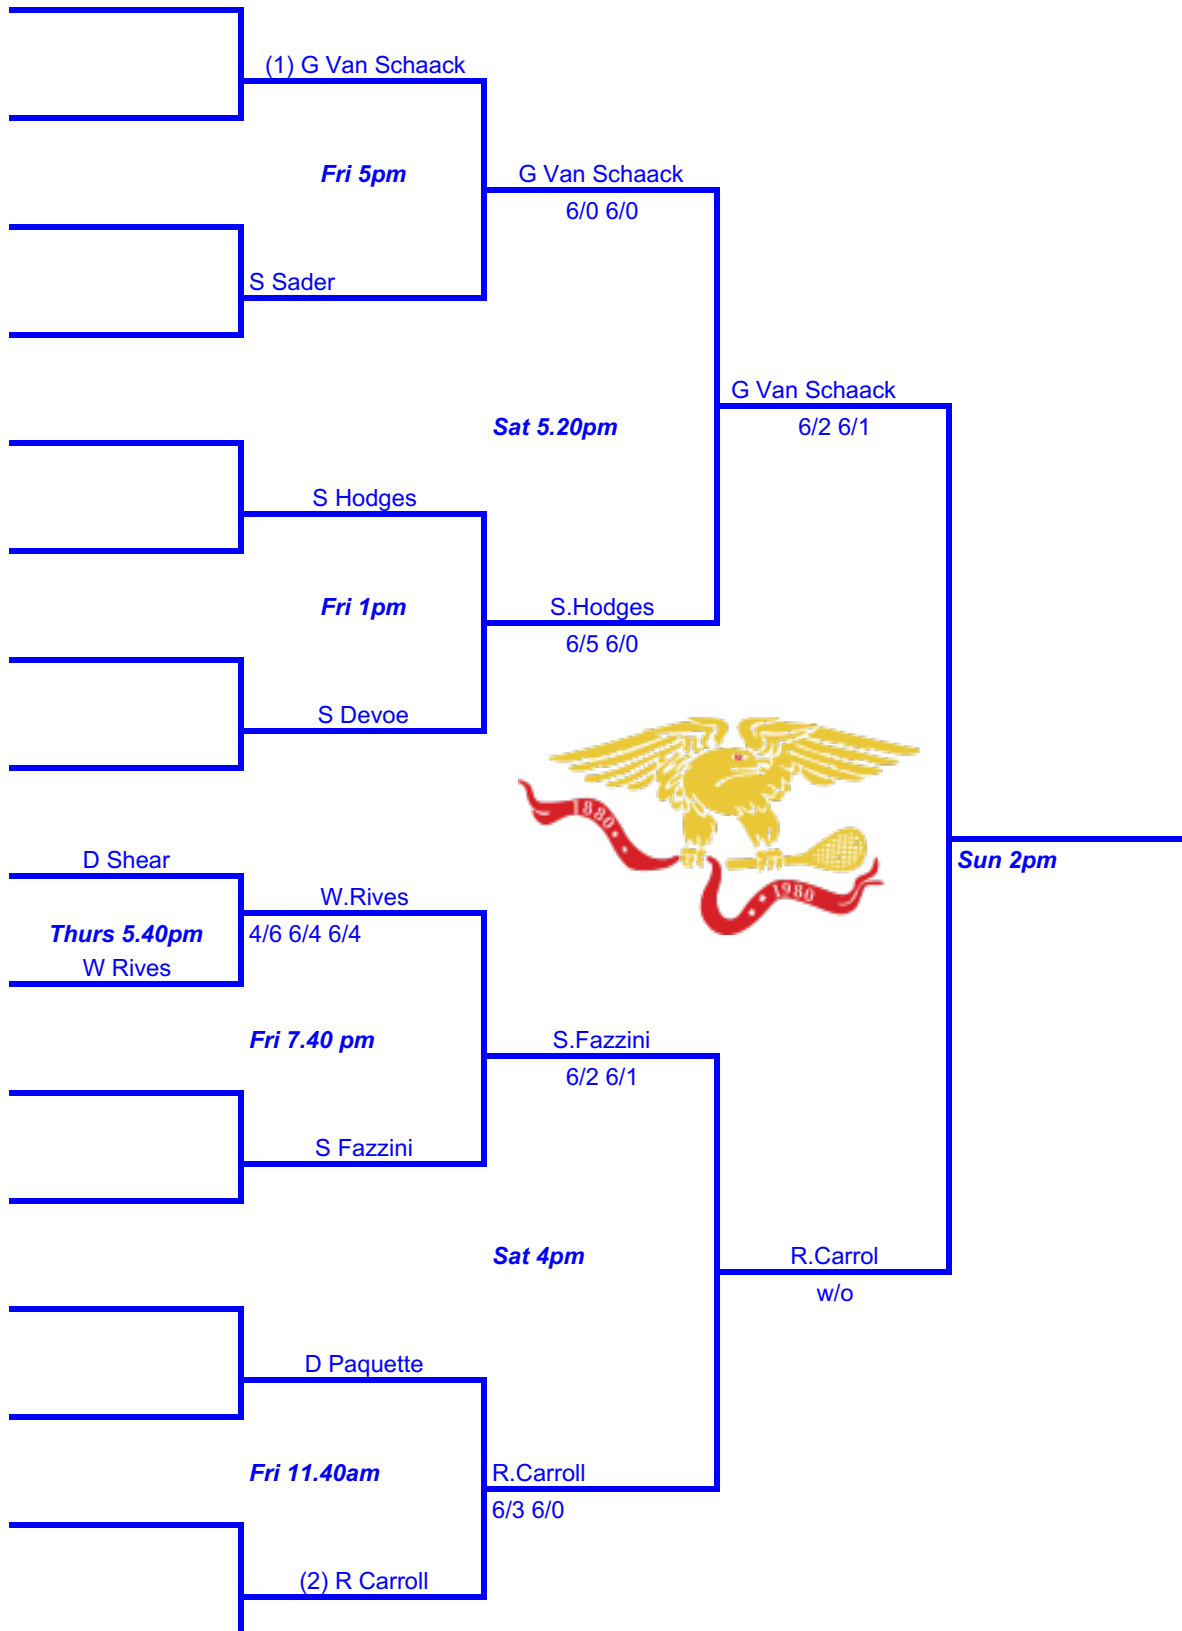 (1) G Van Schaack
Fri 5pm
G Van Schaack
6/0 6/0
S Sader
G Van Schaack
Sat 5.20pm
6/2 6/1
S Hodges
Fri 1pm
S.Hodges
6/5 6/0
S Devoe
1880
1980
D Shear
Sun 2pm
W.Rives
Thurs 5.40pm
4/6 6/4 6/4
W Rives
Fri 7.40 pm
S.Fazzini
6/2 6/1
S Fazzini
Sat 4pm
R.Carrol
w/o
D Paquette
Fri 11.40am
R.Carroll
6/3 6/0
(2) R Carroll